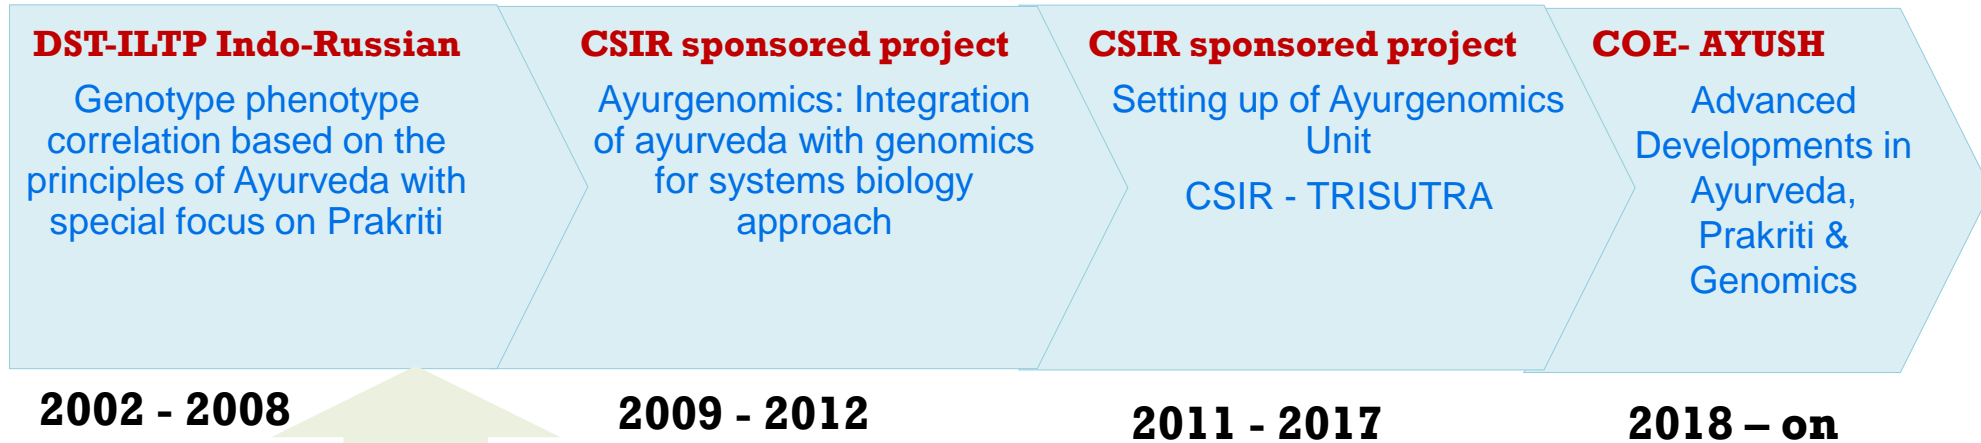 DST-ILTP Indo-Russian
Genotype phenotype
correlation based on the
principles of Ayurveda with
special focus on Prakriti
2002 - 2008
CSIR sponsored project
Ayurgenomics: Integration
of ayurveda with genomics
for systems biology
approach
2009 - 2012
CSIR sponsored project
Setting up of Ayurgenomics
Unit
CSIR - TRISUTRA
2011 - 2017
COE- AYUSH
Advanced
Developments in
Ayurveda,
Prakriti &
Genomics
2018 – on